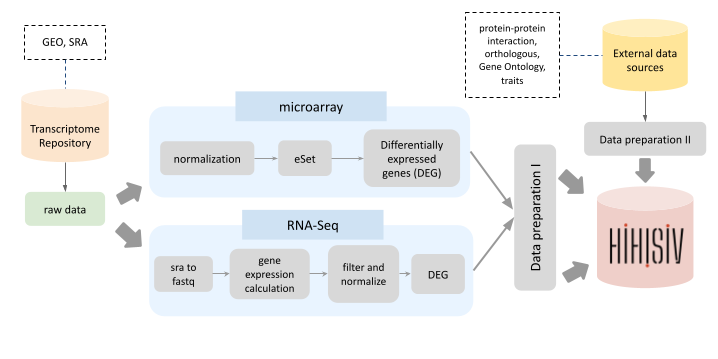 GEO, SRA
Transcriptome
Repository
raw data
microarray
normalization
eSet
Differentially
expressed
genes (DEG)
RNA-Seq
sra to
fastq
gene
expression
calculation
filter and
normalize
DEG
Data preparation I
protein-protein
interaction,
orthologous,
Gene Ontology,
traits
External data
sources
Data preparation II
HIHISIV